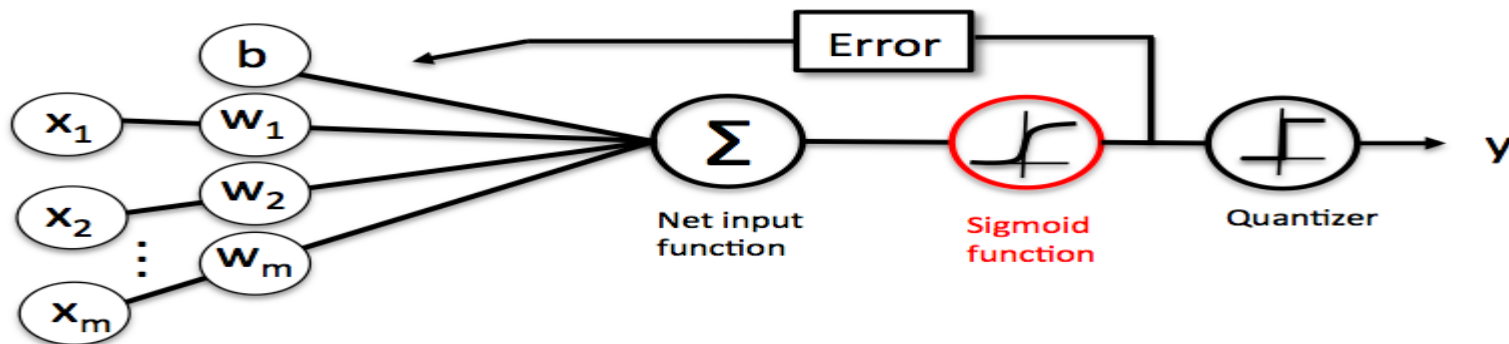 b
Error
x1
w1
Σ
y
x2
w2
⋮
wm
xm
Net input
function
Sigmoid
function
Quantizer